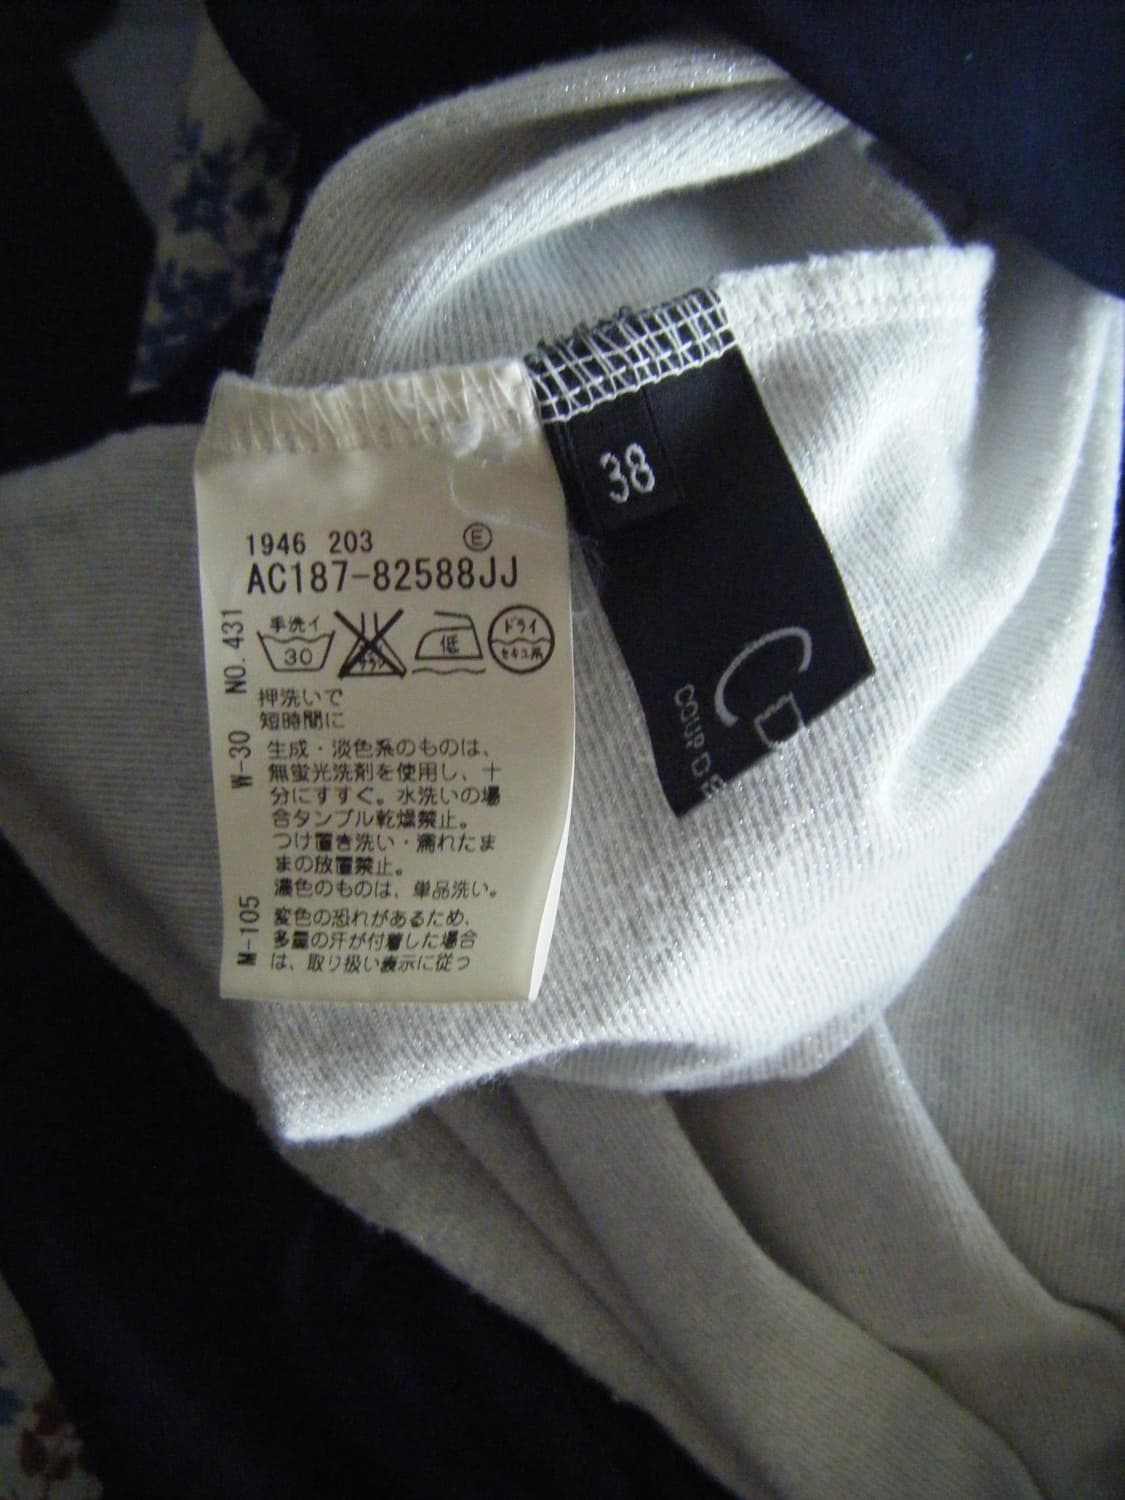 38
COUP D
1946 203 Ⓔ
AC187-82588JJ
手洗イ
30
低
ドライ
セキユ系
NO. 431
W-30
M-105
押洗いで
短時間に
生成・淡色系のものは、
無蛍光洗剤を使用し、十
分にすすぐ。水洗いの場
合タンブル乾燥禁止。
つけ置き洗い・濡れたま
まの放置禁止。
濃色のものは、単品洗い。
変色の恐れがあるため、
多量の汗が付着した場合
は、取り扱い表示に従っ